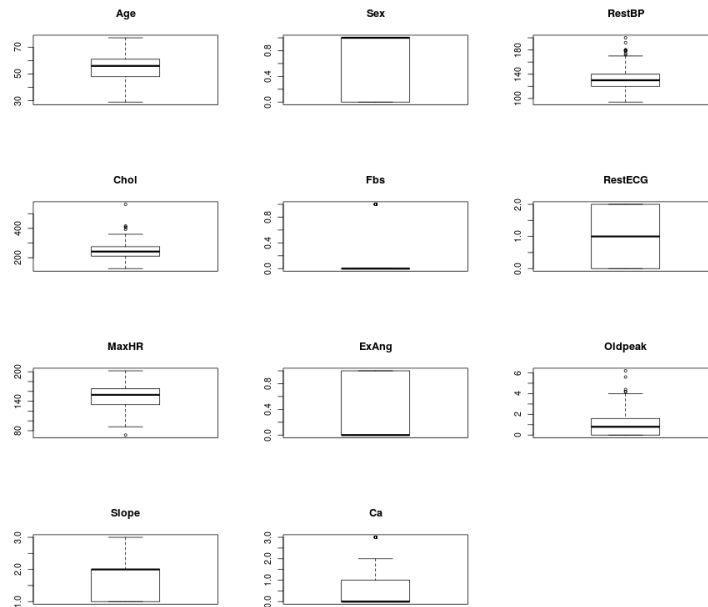 Age Sex RestBP
70 50 30
0.8 0.4 0.0
180 140 100
Chol Fbs RestECG
400 200
0.8 0.4 0.0
2.0 1.0 0.0
MaxHR ExAng Oldpeak
200 140 80
0.8 0.4 0.0
6 4 2 0
Slope Ca
3.0 2.0 1.0
3.0 2.0 1.0 0.0